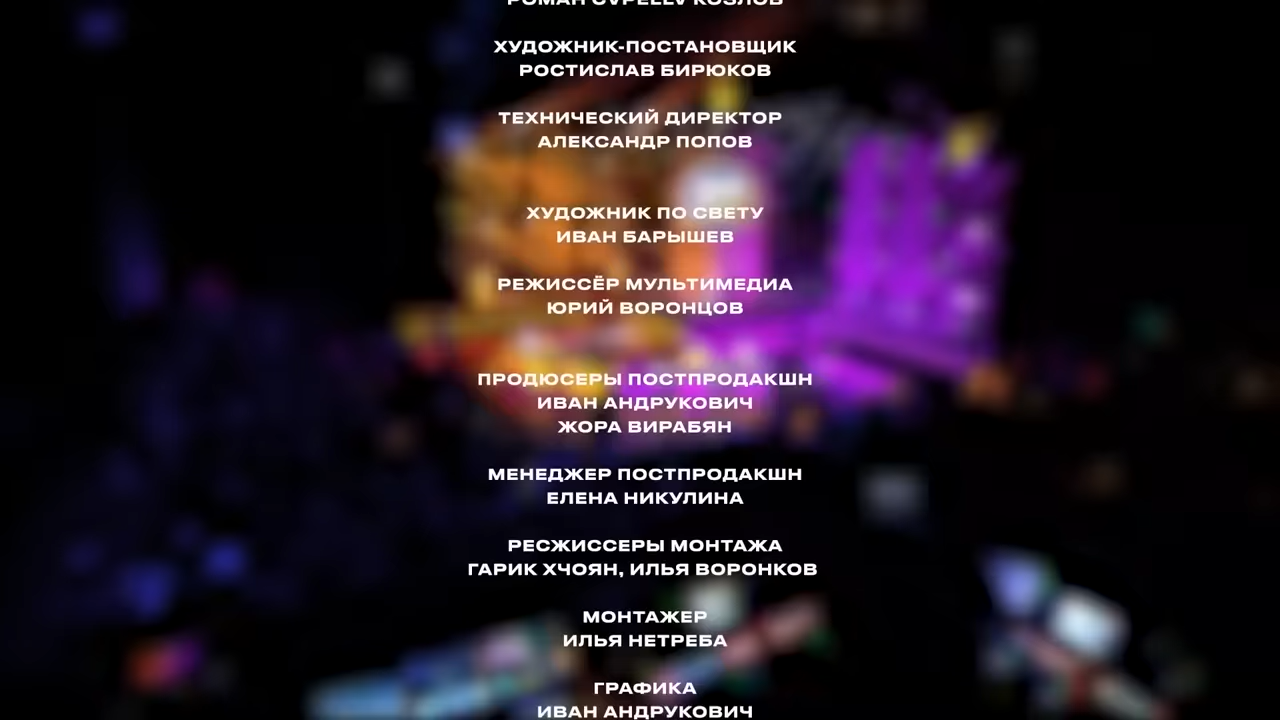 РОМАН
КОЗЛОВ
ХУДОЖНИК-ПОСТАНОВЩИК
РОСТИСЛАВ БИРЮКОВ
ТЕХНИЧЕСКИЙ ДИРЕКТОР
АЛЕКСАНДР ПОПОВ
ХУДОЖНИК ПО СВЕТУ
ИВАН БАРЫШЕВ
РЕЖИССЁР МУЛЬТИМЕДИА
ЮРИЙ ВОРОНЦОВ
ПРОДЮСЕРЫ ПОСТПРОДАКШН
ИВАН АНДРУКОВИЧ
ЖОРА ВИРАБЯН
МЕНЕДЖЕР ПОСТПРОДАКШН
ЕЛЕНА НИКУЛИНА
РЕСЖИССЕРЫ МОНТАЖА
ГАРИК ХЧОЯН, ИЛЬЯ ВОРОНКОВ
МОНТАЖЕР
ИЛЬЯ НЕТРЕБА
ГРАФИКА
ИВАН АНДРУКОВИЧ